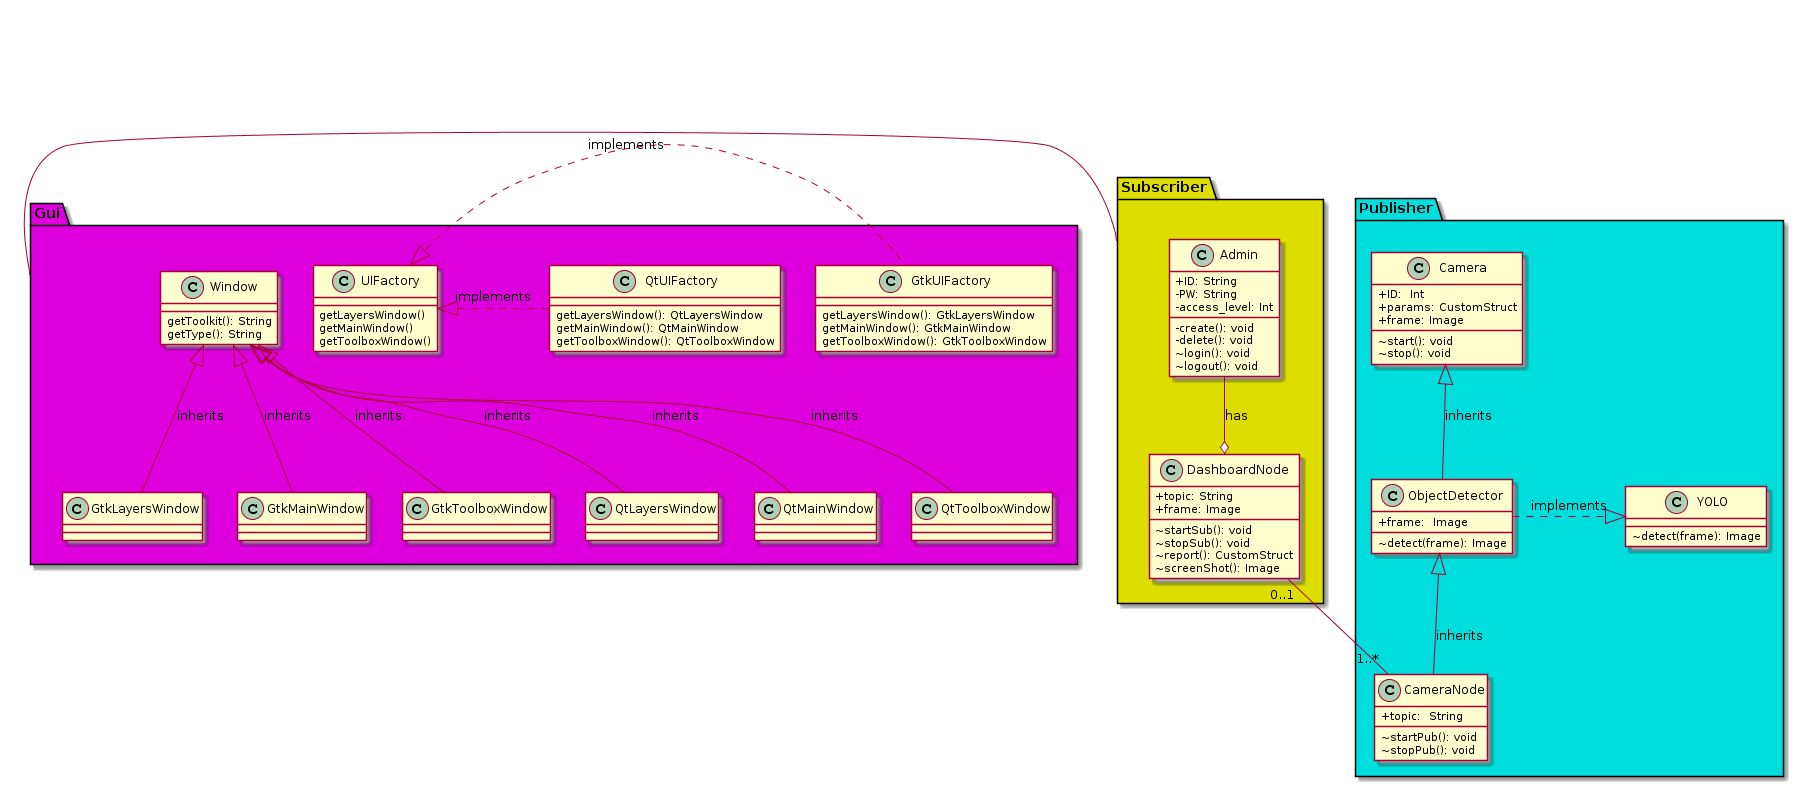 implements
Gui
C Window
getToolkit(): String
getType(): String
C UIFactory
getLayersWindow()
getMainWindow()
getToolboxWindow()
implements
C QtUIFactory
getLayersWindow(): QtLayersWindow
getMainWindow(): QtMainWindow
getToolboxWindow(): QtToolboxWindow
C GtkUIFactory
getLayersWindow(): GtkLayersWindow
getMainWindow(): GtkMainWindow
getToolboxWindow(): GtkToolboxWindow
inherits
inherits
inherits
inherits
inherits
inherits
C GtkLayersWindow
C GtkMainWindow
C GtkToolboxWindow
C QtLayersWindow
C QtMainWindow
C QtToolboxWindow
Subscriber
C Admin
+ID: String
-PW: String
-access_level: Int
-create(): void
-delete(): void
~login(): void
~logout(): void
has
C DashboardNode
+topic: String
+frame: Image
~startSub(): void
~stopSub(): void
~report(): CustomStruct
~screenShot(): Image
0..1
1..*
Publisher
C Camera
+ID: Int
+params: CustomStruct
+frame: Image
~start(): void
~stop(): void
inherits
C ObjectDetector
+frame: Image
~detect(frame): Image
implements
C YOLO
~detect(frame): Image
inherits
C CameraNode
+topic: String
~startPub(): void
~stopPub(): void